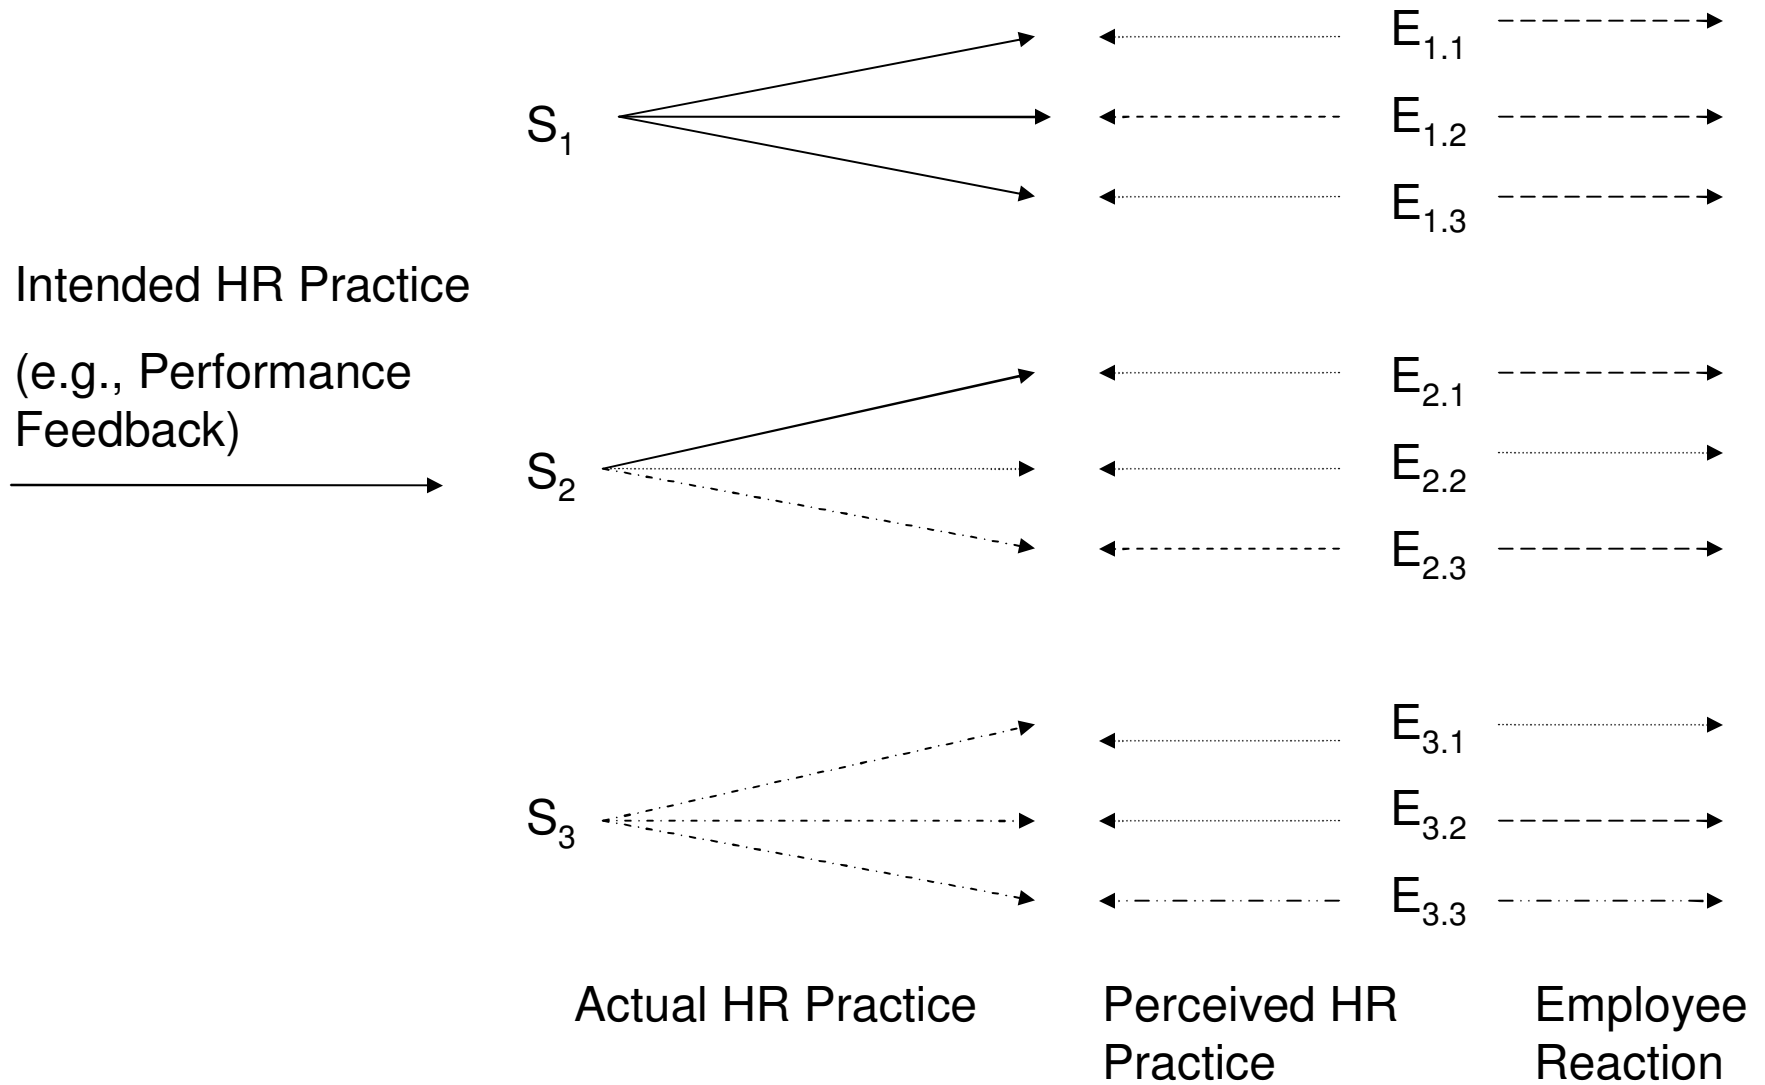 E1.1
S1
E1.2
E1.3
Intended HR Practice
(e.g., Performance
Feedback)
E2.1
S2
E2.2
E2.3
E3.1
S3
E3.2
E3.3
Actual HR Practice
Perceived HR
Practice
Employee
Reaction